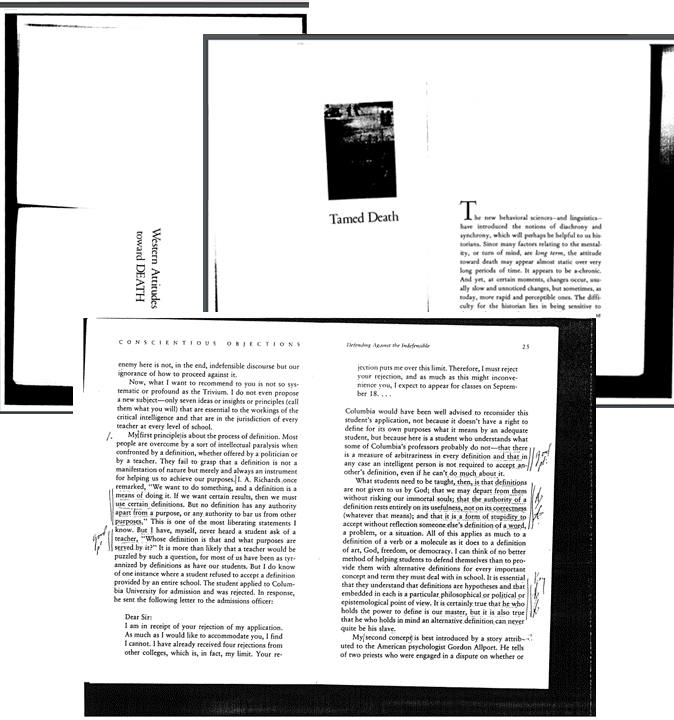 Western Attitudes
toward DEATH
Tamed Death
The new behavioral sciences–and linguistics–
have introduced the notions of diachrony and
synchrony, which will perhaps be helpful to us his-
torians. Since many factors relating to the mental-
ity, or turn of mind, are long term, the attitude
toward death may appear almost static over very
long periods of time. It appears to be a-chronic.
And yet, at certain moments, changes occur, usu-
ally slow and unnoticed changes, but sometimes, as
today, more rapid and perceptible ones. The diffi-
culty for the historian lies in being sensitive to
CONSCIENTIOUS OBJECTIONS
enemy here is not, in the end, indefensible discourse but our
ignorance of how to proceed against it.
Now, what I want to recommend to you is not so sys-
tematic or profound as the Trivium. I do not even propose
a new subject—only seven ideas or insights or principles (call
them what you will) that are essential to the workings of the
critical intelligence and that are in the jurisdiction of every
teacher at every level of school.
1. My first principle is about the process of definition. Most
people are overcome by a sort of intellectual paralysis when
confronted by a definition, whether offered by a politician or
by a teacher. They fail to grasp that a definition is not a
manifestation of nature but merely and always an instrument
for helping us to achieve our purposes. I. A. Richards once
remarked, "We want to do something, and a definition is a
means of doing it. If we want certain results, then we must
use certain definitions. But no definition has any authority
apart from a purpose, or any authority to bar us from other
purposes." This is one of the most liberating statements I
know. But I have, myself, never heard a student ask of a
teacher, "Whose definition is that and what purposes are
served by it?" It is more than likely that a teacher would be
puzzled by such a question, for most of us have been as tyr-
annized by definitions as have our students. But I do know
of one instance where a student refused to accept a definition
provided by an entire school. The student applied to Colum-
bia University for admission and was rejected. In response,
he sent the following letter to the admissions officer:
Dear Sir:
I am in receipt of your rejection of my application.
As much as I would like to accommodate you, I find
I cannot. I have already received four rejections from
other colleges, which is, in fact, my limit. Your re-
Defending Against the Indefensible 25
jection puts me over this limit. Therefore, I must reject
your rejection, and as much as this might inconve-
nience you, I expect to appear for classes on Septem-
ber 18. . . .
Columbia would have been well advised to reconsider this
student's application, not because it doesn't have a right to
define for its own purposes what it means by an adequate
student, but because here is a student who understands what
some of Columbia's professors probably do not—that there
is a measure of arbitrariness in every definition and that in
any case an intelligent person is not required to accept an-
other's definition, even if he can't do much about it.
What students need to be taught, then, is that definitions
are not given to us by God; that we may depart from them
without risking our immortal souls; that the authority of a
definition rests entirely on its usefulness, not on its correctness
(whatever that means); and that it is a form of stupidity to
accept without reflection someone else's definition of a word,
a problem, or a situation. All of this applies as much to a
definition of a verb or a molecule as it does to a definition
of art, God, freedom, or democracy. I can think of no better
method of helping students to defend themselves than to pro-
vide them with alternative definitions for every important
concept and term they must deal with in school. It is essential
that they understand that definitions are hypotheses and that
embedded in each is a particular philosophical or political or
epistemological point of view. It is certainly true that he who
holds the power to define is our master, but it is also true
that he who holds in mind an alternative definition can never
quite be his slave.
My second concept is best introduced by a story attrib-
uted to the American psychologist Gordon Allport. He tells
of two priests who were engaged in a dispute on whether or